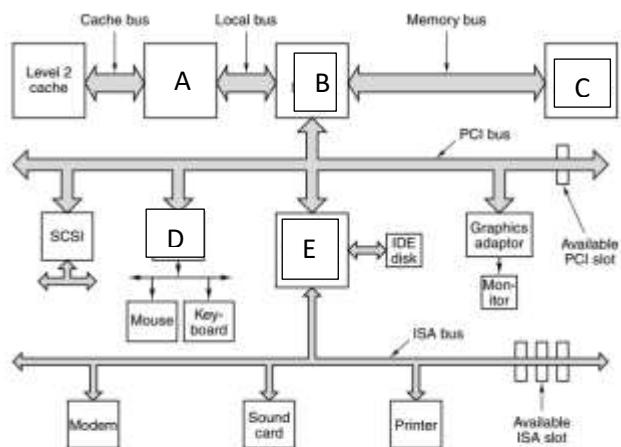 Cache bus
Local bus
Memory bus
Level 2
cache
A
B
C
PCI bus
SCSI
D
E
IDE
disk
Graphics
adaptor
Available
PCI slot
Mouse
Key-
board
Mon-
itor
ISA bus
Modem
Sound
card
Printer
Available
ISA slot